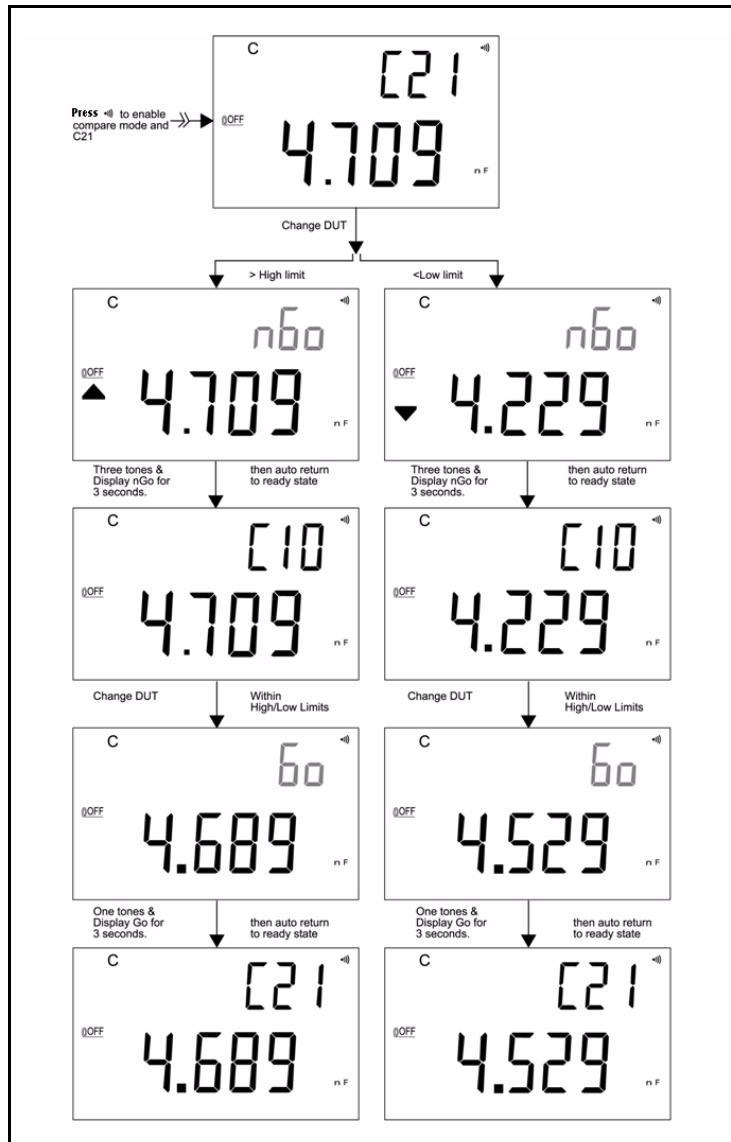 C
C21
Press to enable
compare mode and
C21
OFF
4.709
nF
Change DUT
> High limit
<Low limit
C
nGo
OFF
4.709
nF
C
nGo
OFF
4.229
nF
Three tones &
Display nGo for
3 seconds.
then auto return
to ready state
Three tones &
Display nGo for
3 seconds.
then auto return
to ready state
C
C10
OFF
4.709
nF
C
C10
OFF
4.229
nF
Change DUT
Within
High/Low Limits
Change DUT
Within
High/Low Limits
C
Go
OFF
4.689
nF
C
Go
OFF
4.529
nF
One tones &
Display Go for
3 seconds.
then auto return
to ready state
One tones &
Display Go for
3 seconds.
then auto return
to ready state
C
C21
OFF
4.689
nF
C
C21
OFF
4.529
nF